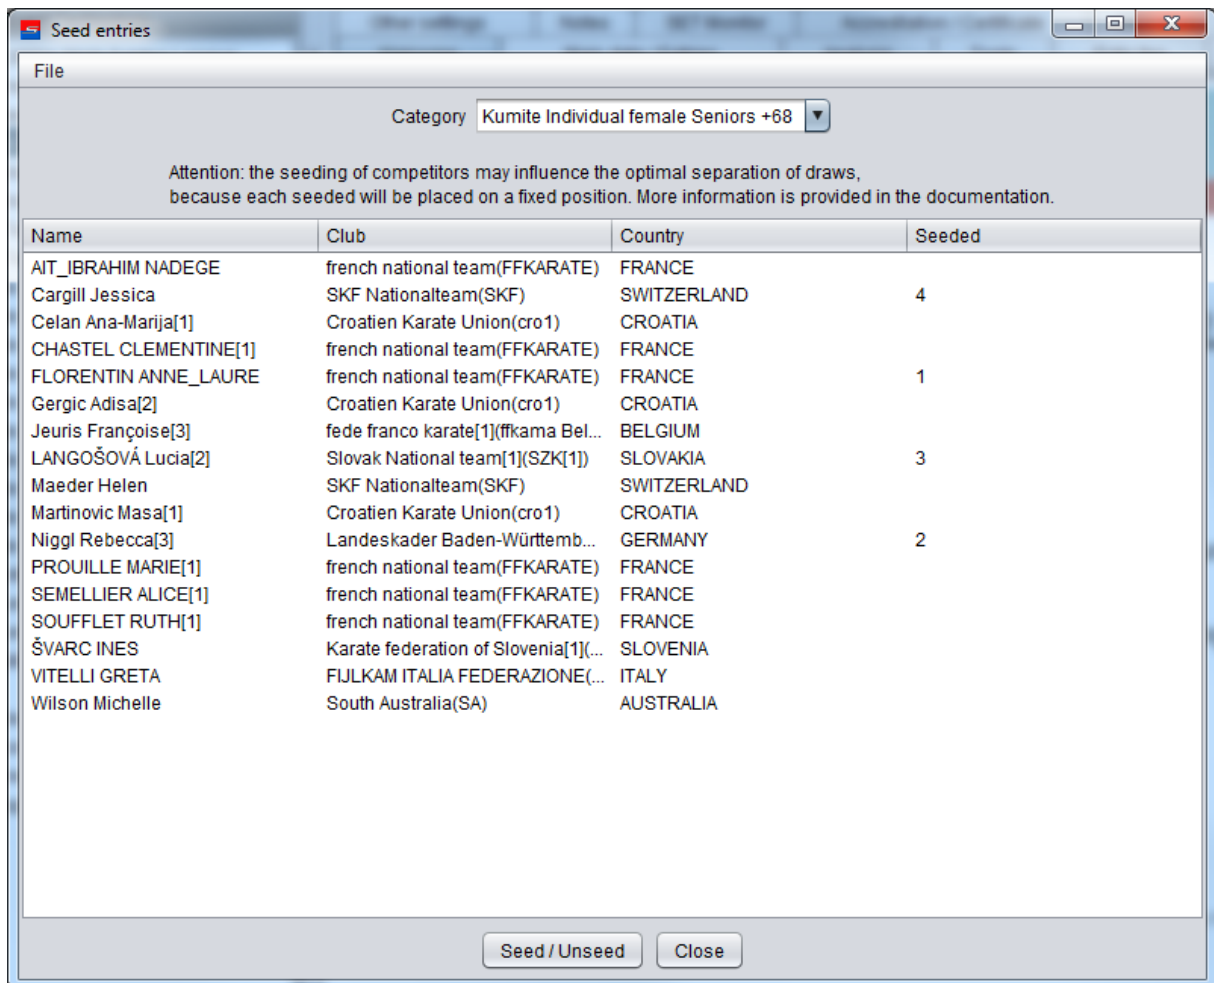 Seed entries
File
Category Kumite Individual female Seniors +68
Attention: the seeding of competitors may influence the optimal separation of draws,
because each seeded will be placed on a fixed position. More information is provided in the documentation.
Name Club Country Seeded
AIT_IBRAHIM NADEGE french national team(FFKARATE) FRANCE
Cargill Jessica SKF Nationalteam(SKF) SWITZERLAND 4
Celan Ana-Marija[1] Croatien Karate Union(cro1) CROATIA
CHASTEL CLEMENTINE[1] french national team(FFKARATE) FRANCE
FLORENTIN ANNE_LAURE french national team(FFKARATE) FRANCE 1
Gergic Adisa[2] Croatien Karate Union(cro1) CROATIA
Jeuris Françoise[3] fede franco karate[1](ffkama Bel... BELGIUM
LANGOŠOVÁ Lucia[2] Slovak National team[1](SZK[1]) SLOVAKIA 3
Maeder Helen SKF Nationalteam(SKF) SWITZERLAND
Martinovic Masa[1] Croatien Karate Union(cro1) CROATIA
Niggl Rebecca[3] Landeskader Baden-Württemb... GERMANY 2
PROUILLE MARIE[1] french national team(FFKARATE) FRANCE
SEMELLIER ALICE[1] french national team(FFKARATE) FRANCE
SOUFFLET RUTH[1] french national team(FFKARATE) FRANCE
ŠVARC INES Karate federation of Slovenia[1](... SLOVENIA
VITELLI GRETA FIJLKAM ITALIA FEDERAZIONE(... ITALY
Wilson Michelle South Australia(SA) AUSTRALIA
Seed / Unseed Close